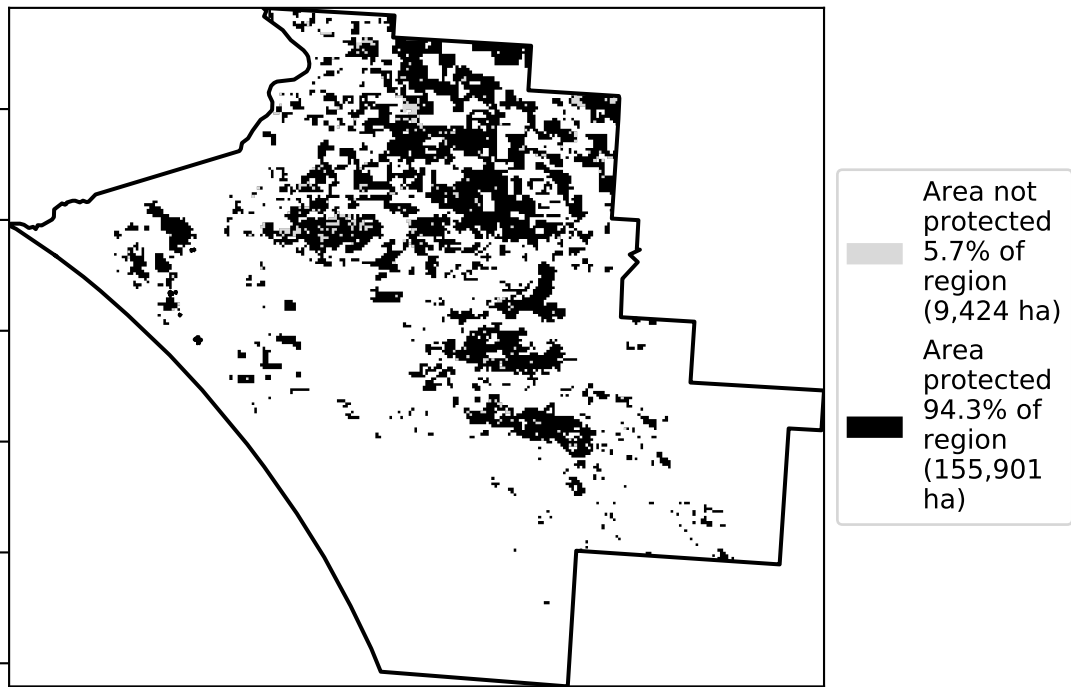 Area not
protected
5.7% of
region
(9,424 ha)
Area
protected
94.3% of
region
(155,901
ha)